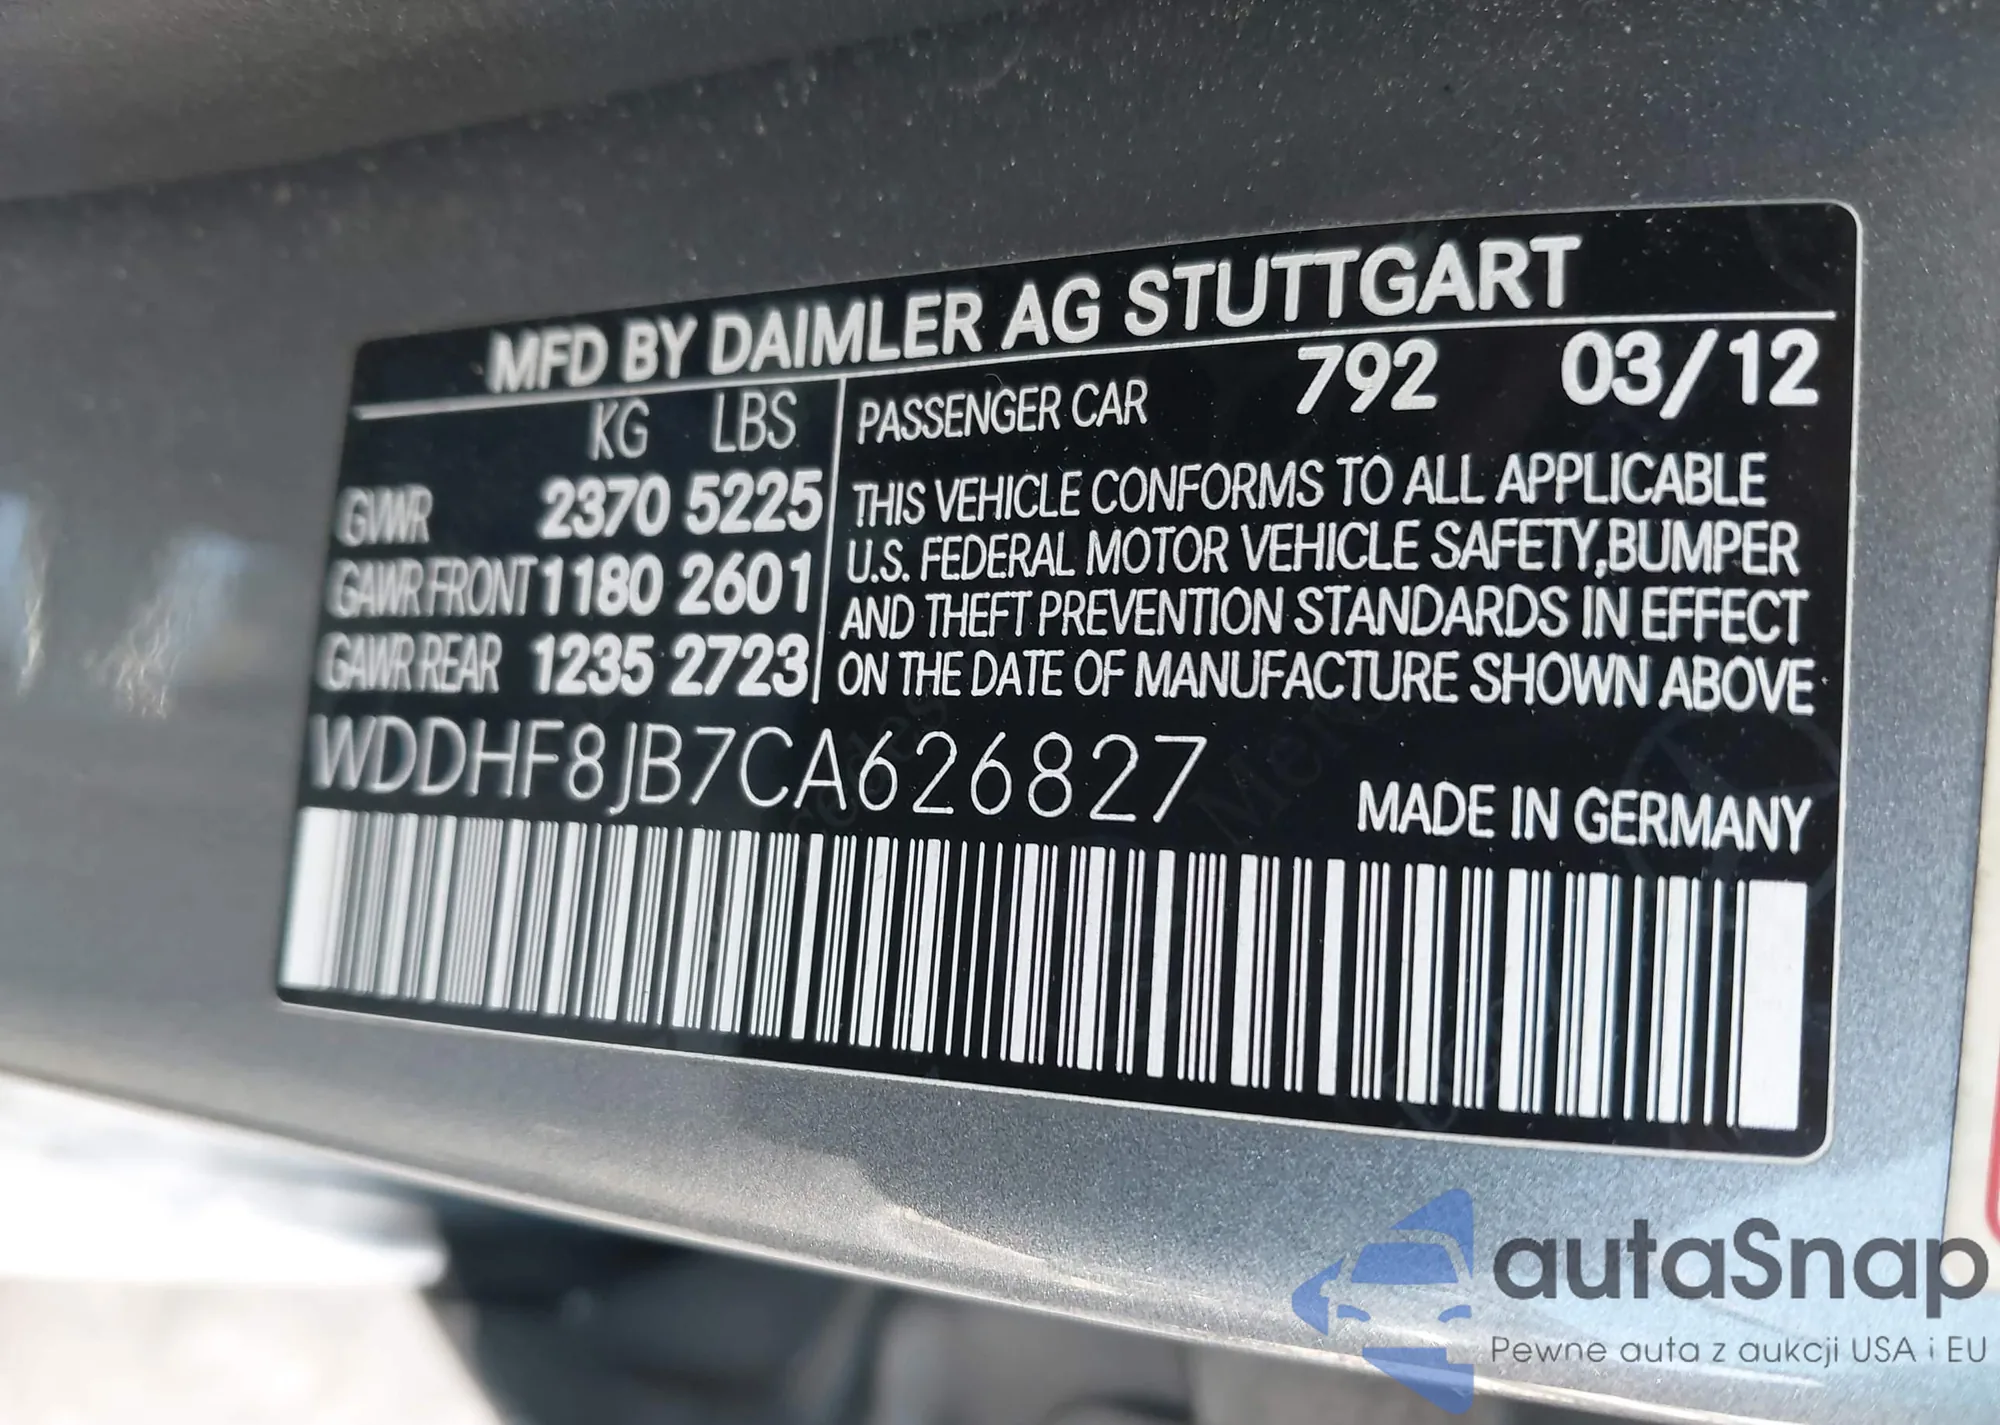 MFD BY DAIMLER AG STUTTGART
KG LBS
GVWR 2370 5225
GAWR FRONT 1180 2601
GAWR REAR 1235 2723
PASSENGER CAR 792 03/12
THIS VEHICLE CONFORMS TO ALL APPLICABLE
U.S. FEDERAL MOTOR VEHICLE SAFETY,BUMPER
AND THEFT PREVENTION STANDARDS IN EFFECT
ON THE DATE OF MANUFACTURE SHOWN ABOVE
WDDHF8JB7CA626827
MADE IN GERMANY
autaSnap
Pewne auta z aukcji USA i EU